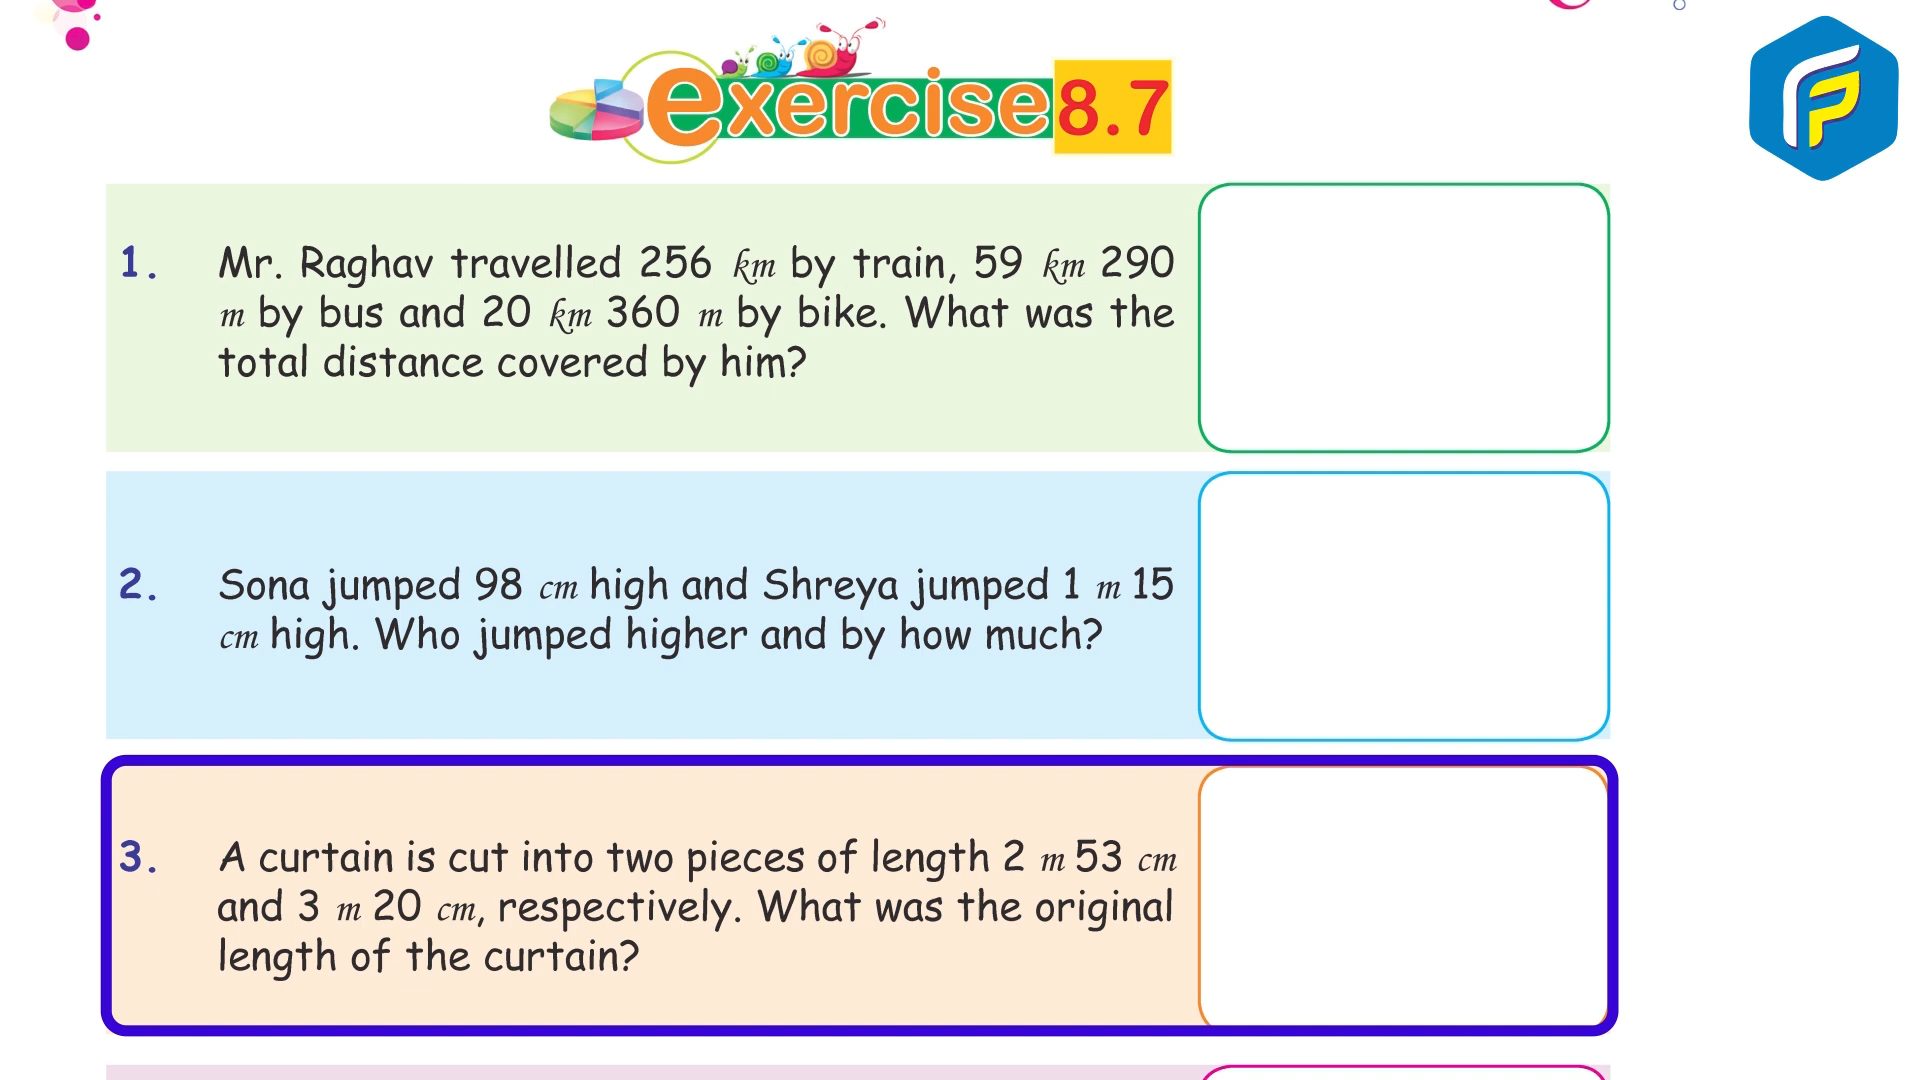 exercise 8.7
1. Mr. Raghav travelled 256 km by train, 59 km 290
m by bus and 20 km 360 m by bike. What was the
total distance covered by him?
2. Sona jumped 98 cm high and Shreya jumped 1 m 15
cm high. Who jumped higher and by how much?
3. A curtain is cut into two pieces of length 2 m 53 cm
and 3 m 20 cm, respectively. What was the original
length of the curtain?